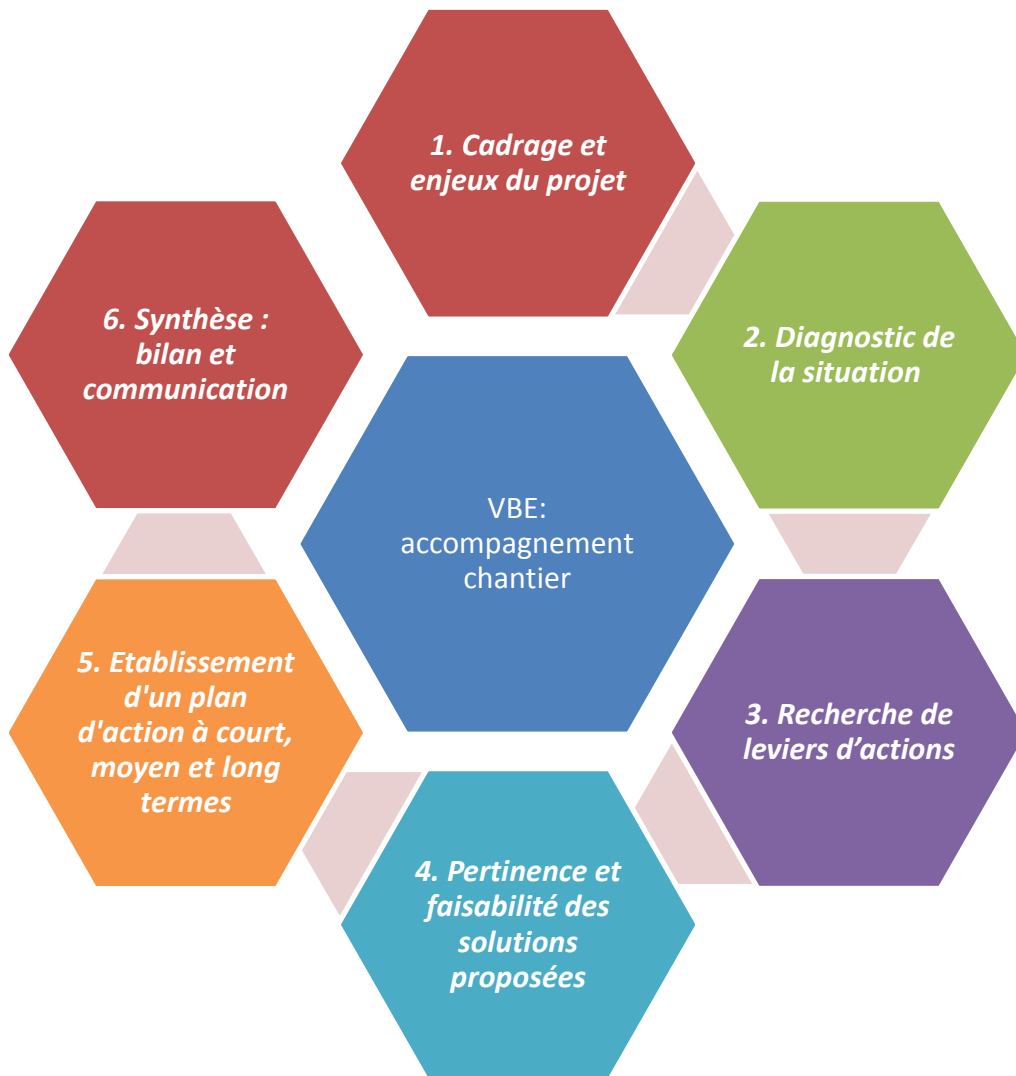 1. Cadrage et
enjeux du projet
2. Diagnostic de
la situation
3. Recherche de
leviers d’actions
4. Pertinence et
faisabilité des
solutions
proposées
5. Etablissement
d'un plan
d'action à court,
moyen et long
termes
6. Synthèse :
bilan et
communication
VBE:
accompagnement
chantier